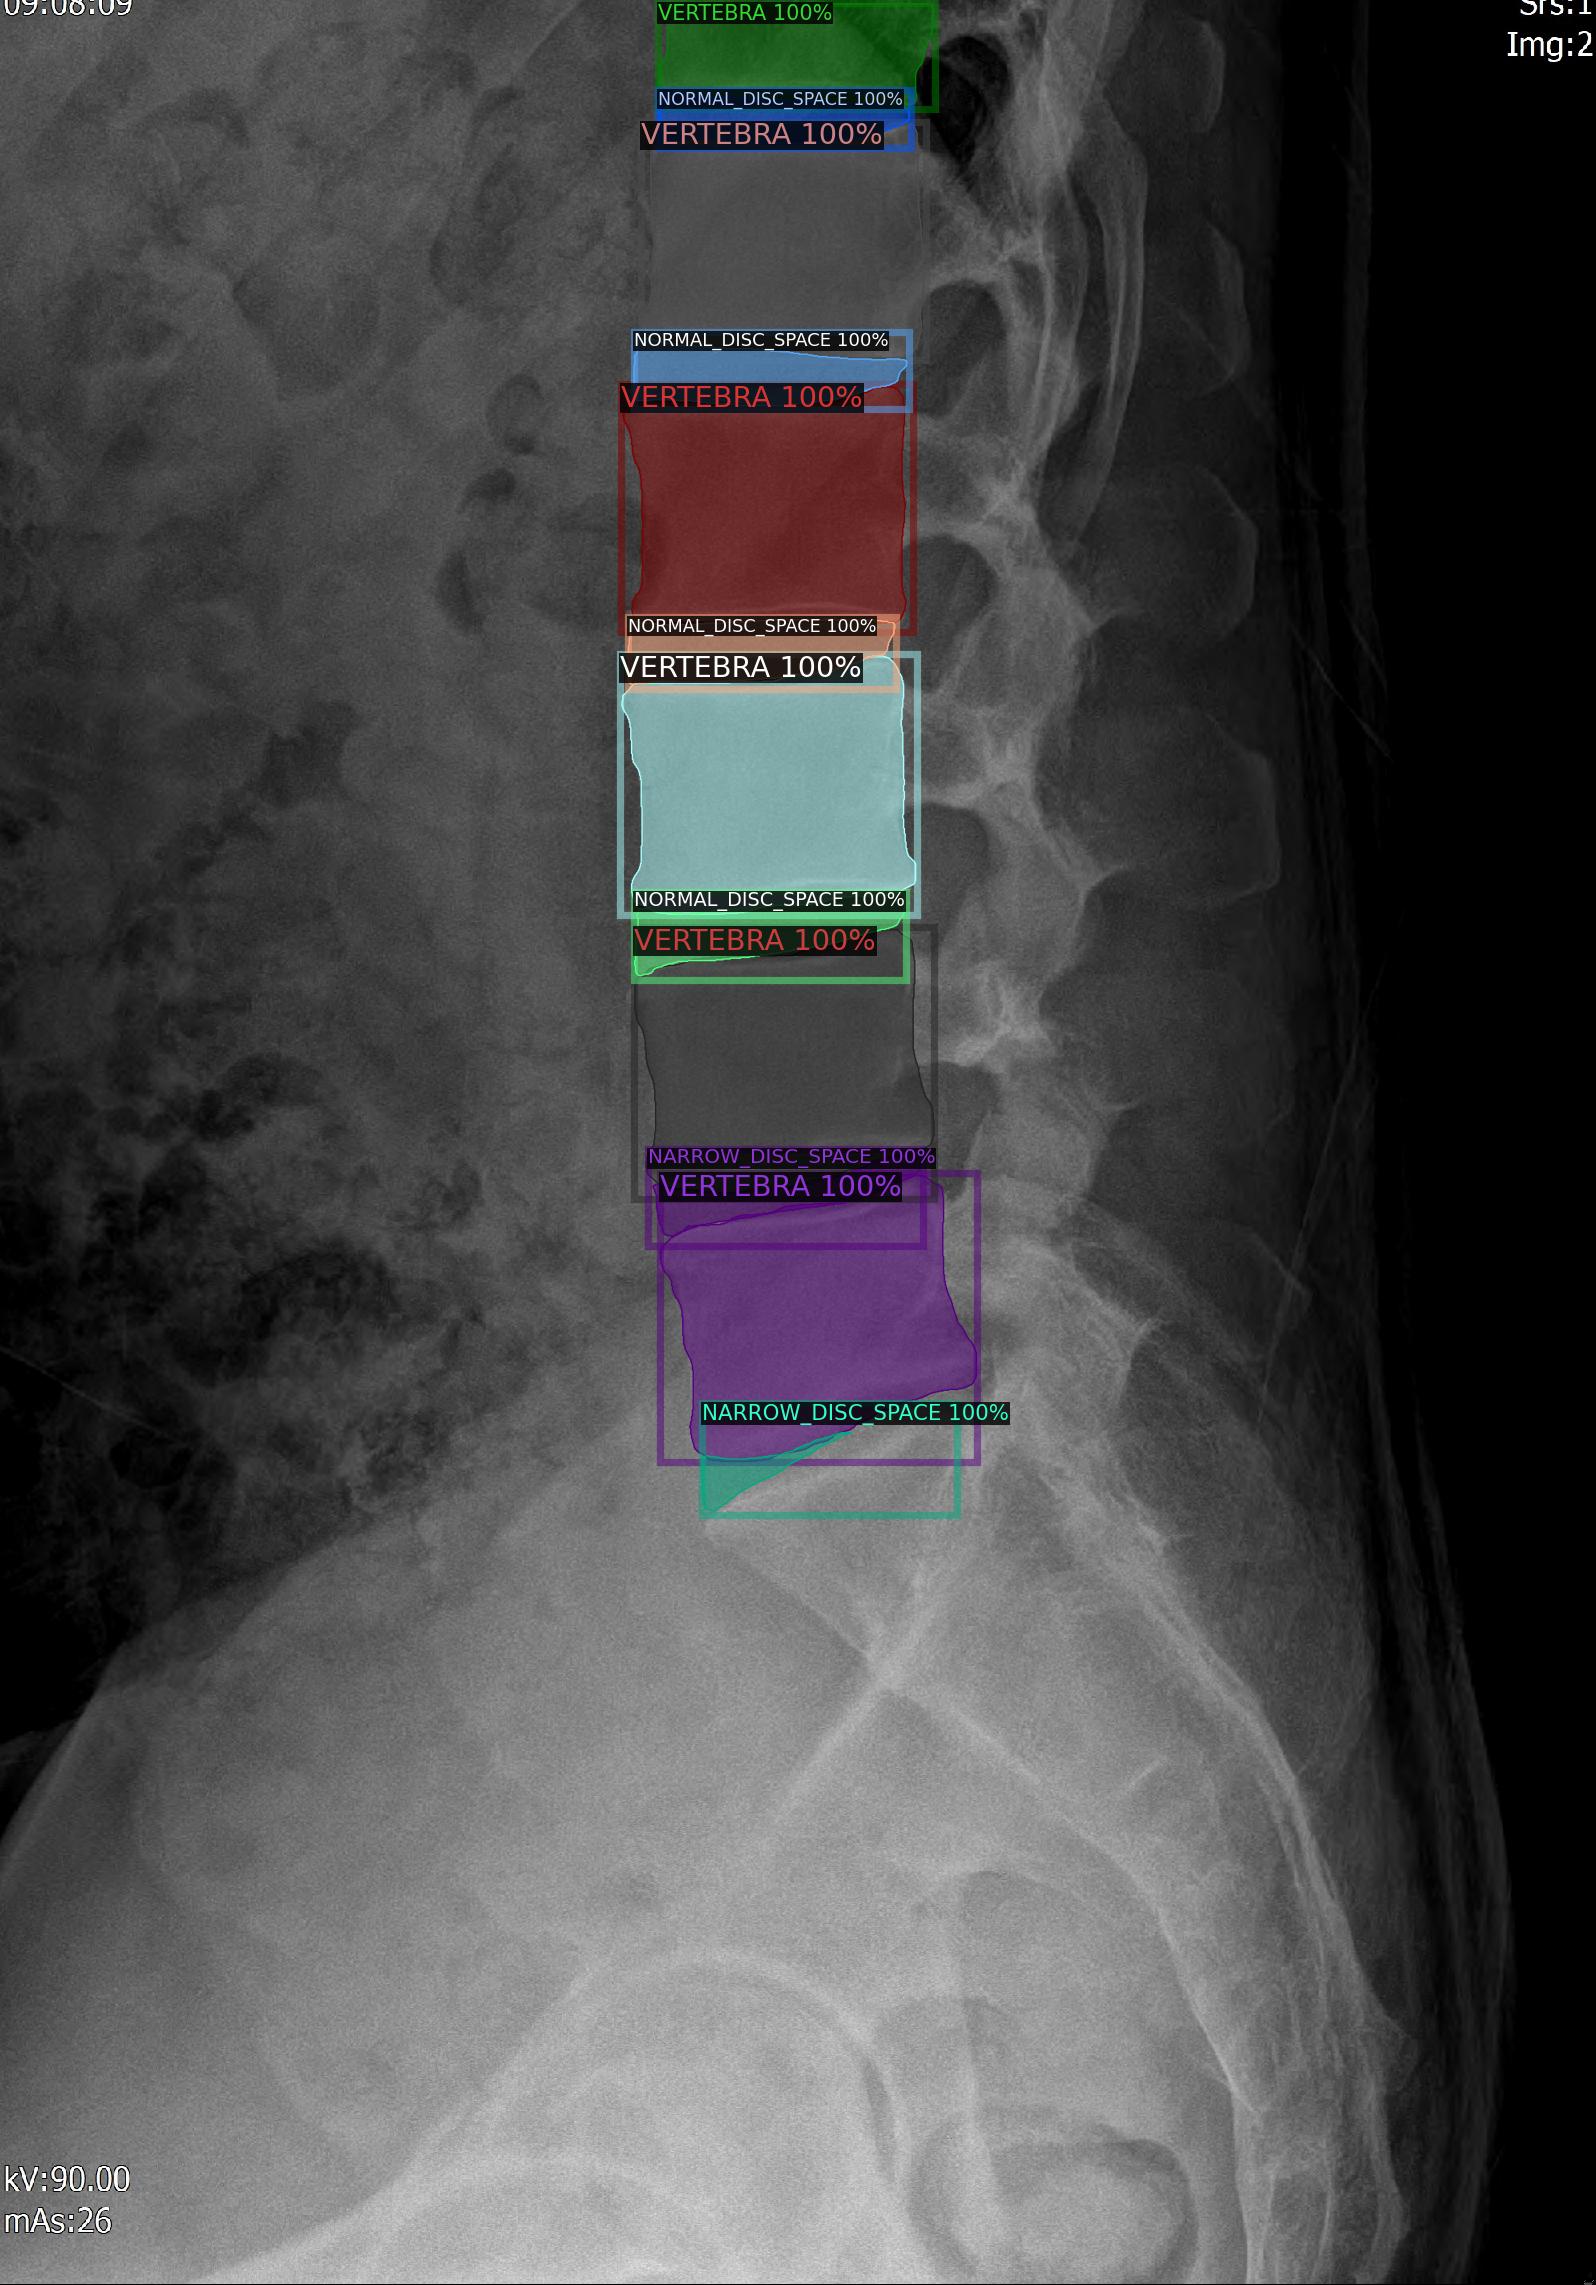 09:08:09
Srs:1
Img:2
VERTEBRA 100%
NORMAL_DISC_SPACE 100%
VERTEBRA 100%
NORMAL_DISC_SPACE 100%
VERTEBRA 100%
NORMAL_DISC_SPACE 100%
VERTEBRA 100%
NORMAL_DISC_SPACE 100%
VERTEBRA 100%
NARROW_DISC_SPACE 100%
VERTEBRA 100%
NARROW_DISC_SPACE 100%
kV:90.00
mAs:26